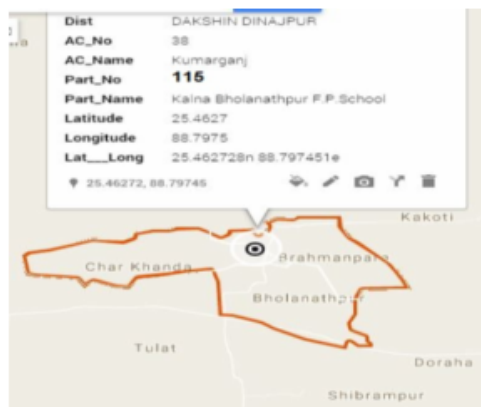 Dist DAKSHIN DINAJPUR
AC_No 38
AC_Name Kumarganj
Part_No 115
Part_Name Kalna Bholanathpur F.P.School
Latitude 25.4627
Longitude 88.7975
Lat__Long 25.462728n 88.797451e
25.46272, 88.79745
Kakoti
Brahmanpara
Char Khanda
Bholanathpur
Tulat
Doraha
Shibrampur